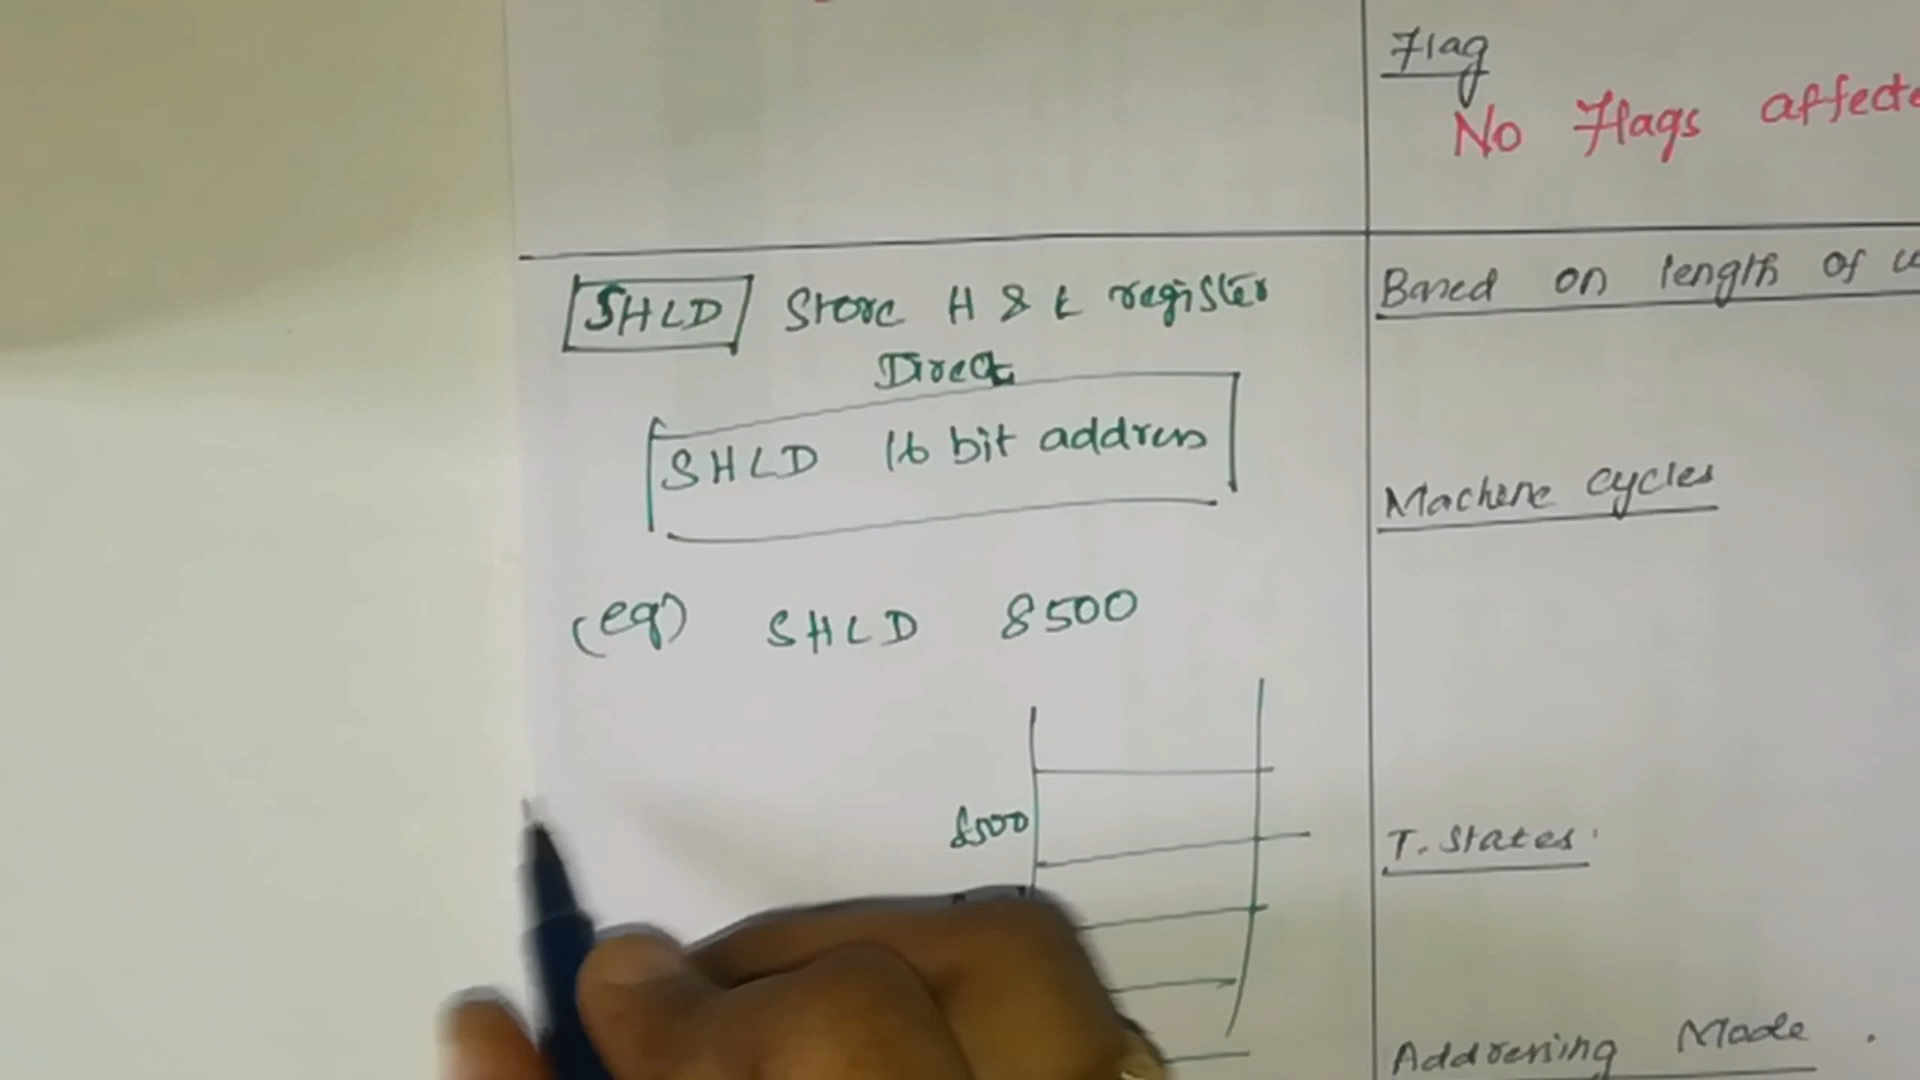 Flag
No Flags affecte
SHLD Store H & L register
Direct
SHLD 16 bit address
(eg) SHLD 8500
8500
Based on length of
Machine cycles
T. States.
Addressing Mode.